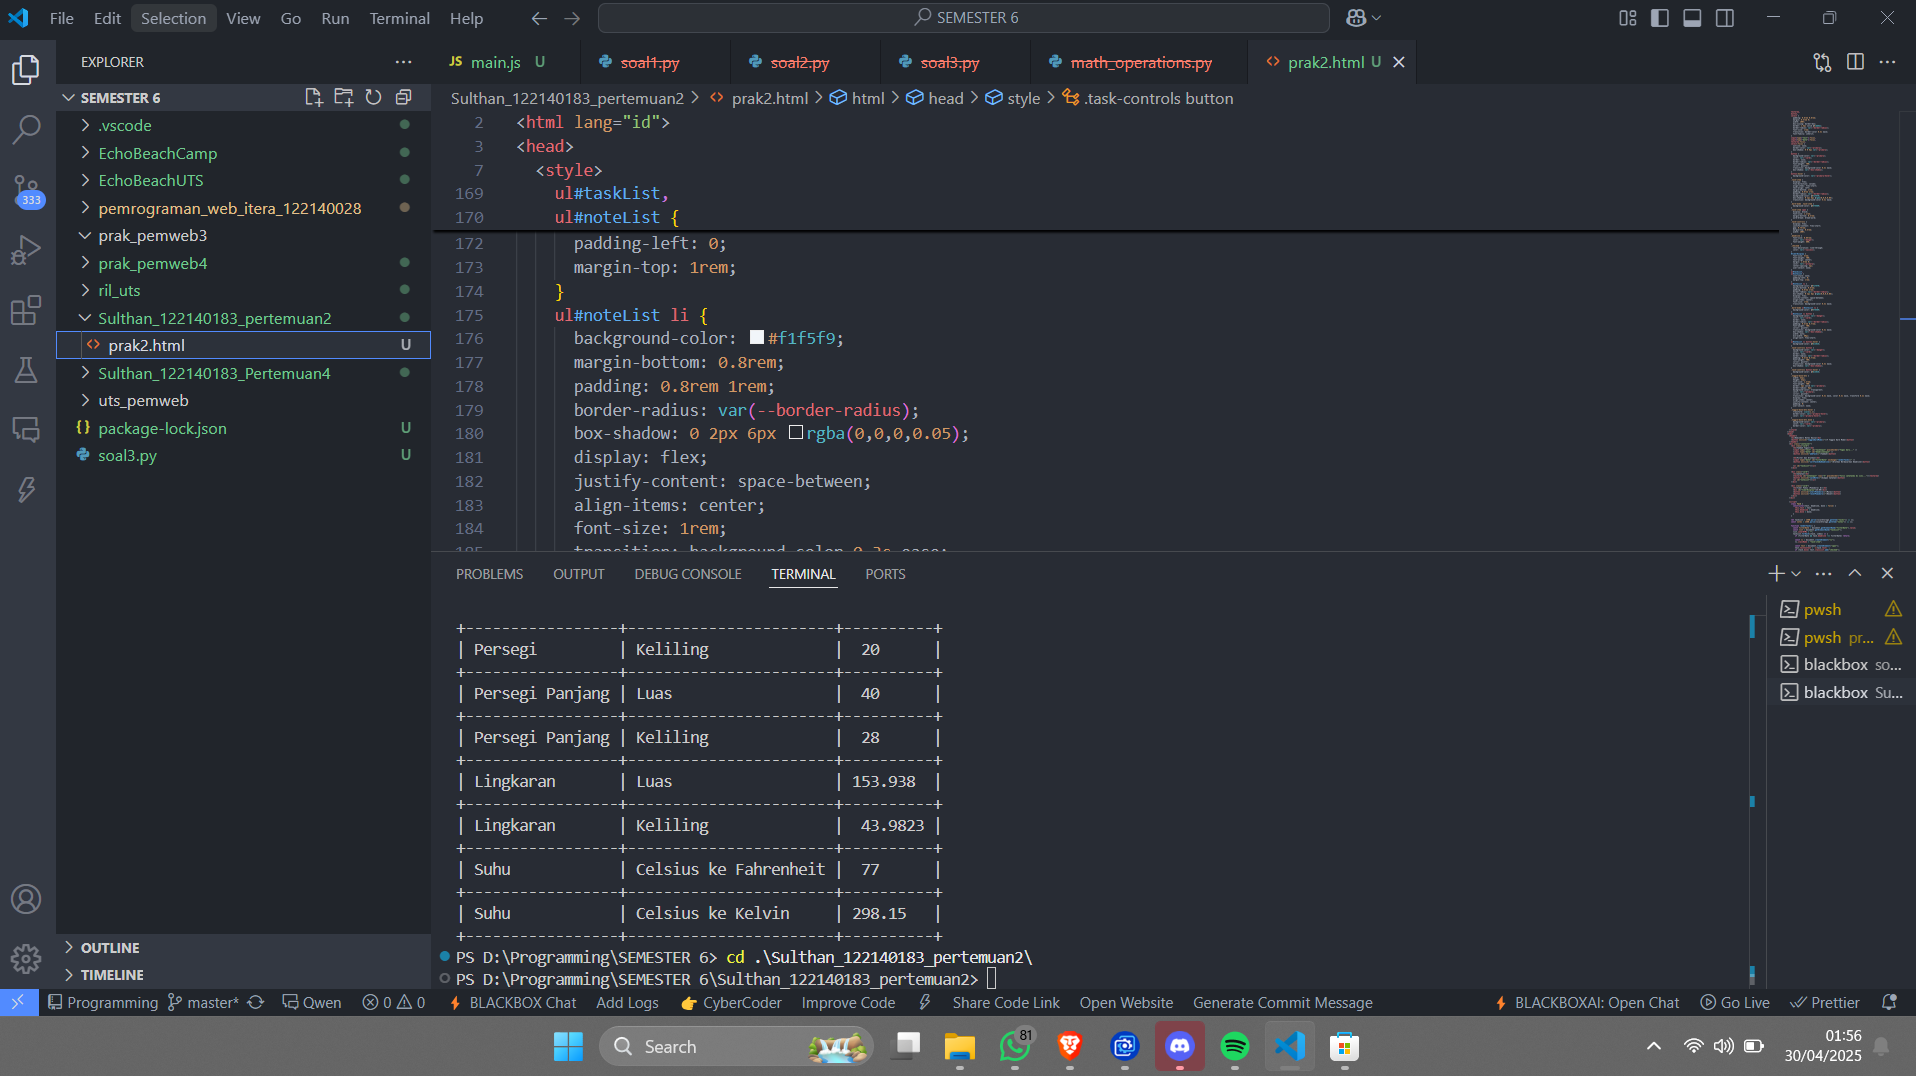 File Edit Selection View Go Run Terminal Help
SEMESTER 6
EXPLORER
JS main.js U
soal1.py
soal2.py
soal3.py
math_operations.py
prak2.html U
SEMESTER 6
Sulthan_122140183_pertemuan2 > prak2.html > html > head > style > .task-controls button
.vscode
EchoBeachCamp
EchoBeachUTS
pemrograman_web_itera_122140028
prak_pemweb3
prak_pemweb4
ril_uts
Sulthan_122140183_pertemuan2
prak2.html U
Sulthan_122140183_Pertemuan4
uts_pemweb
{} package-lock.json U
soal3.py U
333
OUTLINE
TIMELINE
2 <html lang="id">
3 <head>
7 <style>
169 ul#taskList,
170 ul#noteList {
172 padding-left: 0;
173 margin-top: 1rem;
174 }
175 ul#noteList li {
176 background-color: #f1f5f9;
177 margin-bottom: 0.8rem;
178 padding: 0.8rem 1rem;
179 border-radius: var(--border-radius);
180 box-shadow: 0 2px 6px rgba(0,0,0,0.05);
181 display: flex;
182 justify-content: space-between;
183 align-items: center;
184 font-size: 1rem;
185 transition: background-color 0.2s ease;
PROBLEMS OUTPUT DEBUG CONSOLE TERMINAL PORTS
+-----------------+-----------------------+----------+
| Persegi         | Keliling              |  20      |
+-----------------+-----------------------+----------+
| Persegi Panjang | Luas                  |  40      |
+-----------------+-----------------------+----------+
| Persegi Panjang | Keliling              |  28      |
+-----------------+-----------------------+----------+
| Lingkaran       | Luas                  | 153.938  |
+-----------------+-----------------------+----------+
| Lingkaran       | Keliling              |  43.9823 |
+-----------------+-----------------------+----------+
| Suhu            | Celsius ke Fahrenheit |  77      |
+-----------------+-----------------------+----------+
| Suhu            | Celsius ke Kelvin     | 298.15   |
+-----------------+-----------------------+----------+
PS D:\Programming\SEMESTER 6> cd .\Sulthan_122140183_pertemuan2\
PS D:\Programming\SEMESTER 6\Sulthan_122140183_pertemuan2>
pwsh
pwsh pr...
blackbox so...
blackbox Su...
Programming master* Qwen 0 0 BLACKBOX Chat Add Logs CyberCoder Improve Code Share Code Link Open Website Generate Commit Message BLACKBOXAI: Open Chat Go Live Prettier
Search
81
01:56
30/04/2025